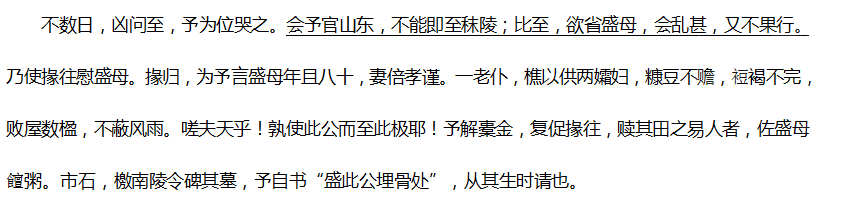 不数日，凶问至，予为位哭之。会予官山东，不能即至秣陵；比至，欲省盛母，会乱甚，又不果行。
乃使掾往慰盛母。掾归，为予言盛母年且八十，妻倍孝谨。一老仆，樵以供两孀妇，糠豆不赡，裋褐不完，
败屋数楹，不蔽风雨。嗟夫天乎！孰使此公而至此极耶！予解橐金，复促掾往，赎其田之易人者，佐盛母
饘粥。市石，檄南陵令碑其墓，予自书“盛此公埋骨处”，从其生时请也。